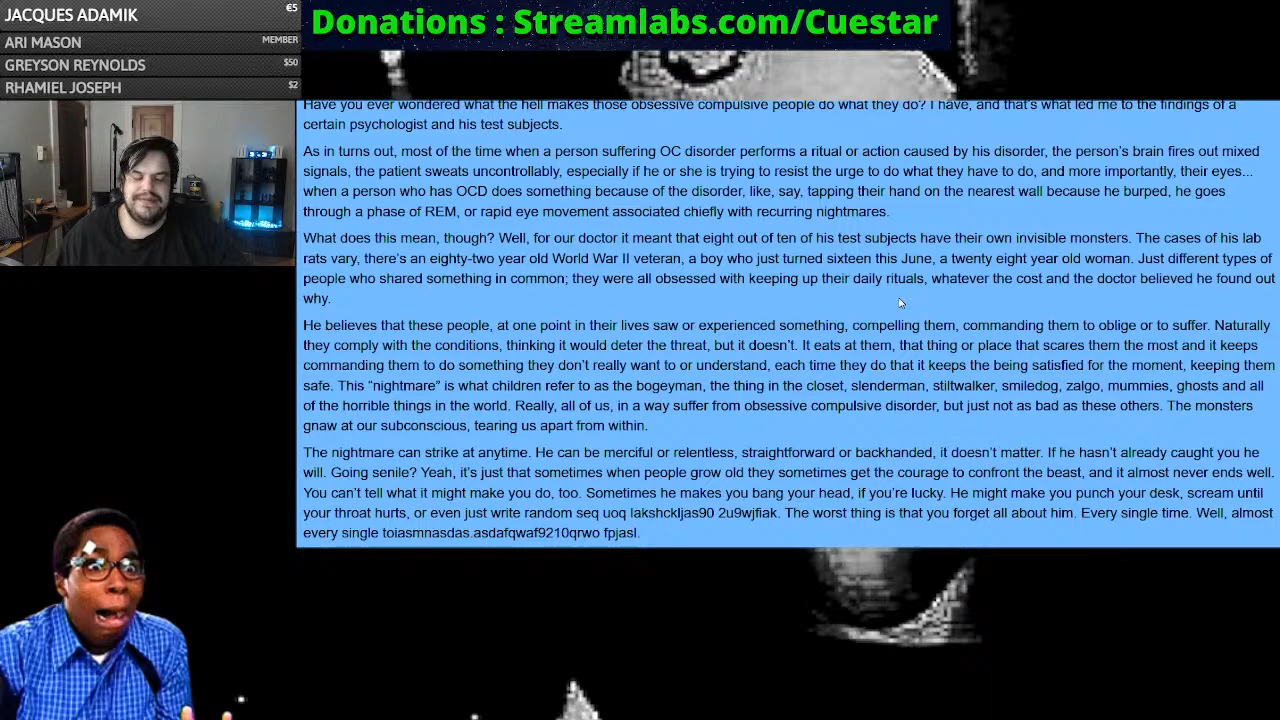 JACQUES ADAMIK €5
ARI MASON MEMBER
GREYSON REYNOLDS $50
RHAMIEL JOSEPH $2
Donations : Streamlabs.com/Cuestar
Have you ever wondered what the hell makes those obsessive compulsive people do what they do? I have, and that's what led me to the findings of a
certain psychologist and his test subjects.
As in turns out, most of the time when a person suffering OC disorder performs a ritual or action caused by his disorder, the person's brain fires out mixed
signals, the patient sweats uncontrollably, especially if he or she is trying to resist the urge to do what they have to do, and more importantly, their eyes...
when a person who has OCD does something because of the disorder, like, say, tapping their hand on the nearest wall because he burped, he goes
through a phase of REM, or rapid eye movement associated chiefly with recurring nightmares.
What does this mean, though? Well, for our doctor it meant that eight out of ten of his test subjects have their own invisible monsters. The cases of his lab
rats vary, there's an eighty-two year old World War II veteran, a boy who just turned sixteen this June, a twenty eight year old woman. Just different types of
people who shared something in common; they were all obsessed with keeping up their daily rituals, whatever the cost and the doctor believed he found out
why.
He believes that these people, at one point in their lives saw or experienced something, compelling them, commanding them to oblige or to suffer. Naturally
they comply with the conditions, thinking it would deter the threat, but it doesn't. It eats at them, that thing or place that scares them the most and it keeps
commanding them to do something they don't really want to or understand, each time they do that it keeps the being satisfied for the moment, keeping them
safe. This “nightmare” is what children refer to as the bogeyman, the thing in the closet, slenderman, stiltwalker, smiledog, zalgo, mummies, ghosts and all
of the horrible things in the world. Really, all of us, in a way suffer from obsessive compulsive disorder, but just not as bad as these others. The monsters
gnaw at our subconscious, tearing us apart from within.
The nightmare can strike at anytime. He can be merciful or relentless, straightforward or backhanded, it doesn't matter. If he hasn't already caught you he
will. Going senile? Yeah, it's just that sometimes when people grow old they sometimes get the courage to confront the beast, and it almost never ends well.
You can't tell what it might make you do, too. Sometimes he makes you bang your head, if you're lucky. He might make you punch your desk, scream until
your throat hurts, or even just write random seq uoq lakshckljas90 2u9wjfiak. The worst thing is that you forget all about him. Every single time. Well, almost
every single toiasmnasdas.asdafqwaf9210qrwo fpjasl.